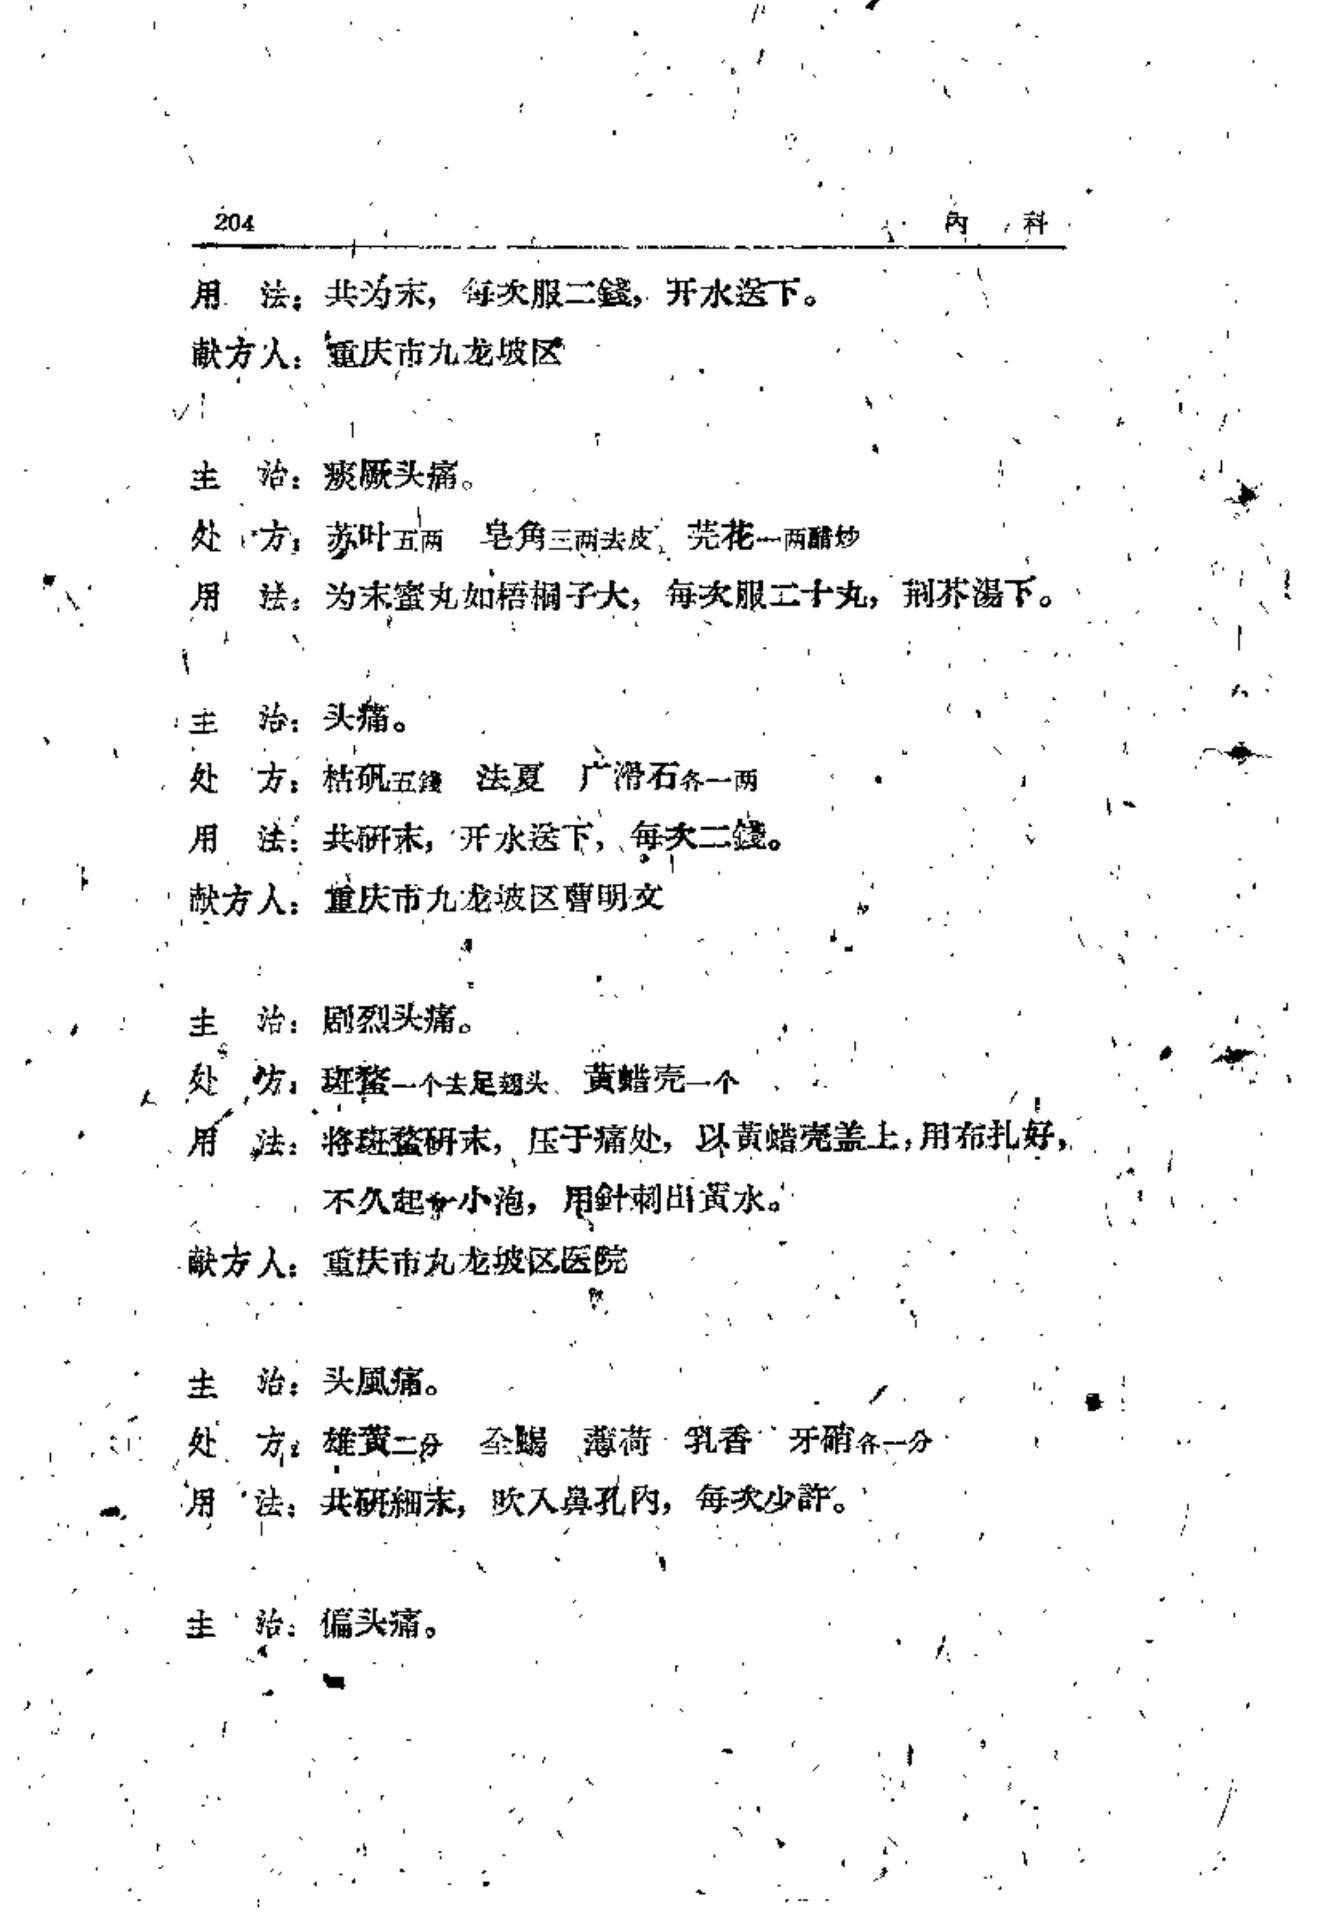 204 內科
用法：共为末，每次服二錢，开水送下。
献方人：重庆市九龙坡区
主治：痰厥头痛。
处方：苏叶五两 皂角三两去皮 芫花一两醋炒
用法：为末蜜丸如梧桐子大，每次服二十丸，荆芥湯下。
主治：头痛。
处方：枯矾五錢 法夏 广滑石各一两
用法：共研末，开水送下，每次二錢。
献方人：重庆市九龙坡区曹明文
主治：剧烈头痛。
处方：斑蝥一个去足翅头 黄蜡壳一个
用法：将斑蝥研末，压于痛处，以黄蜡壳盖上，用布扎好，
不久起一小泡，用針刺出黄水。
献方人：重庆市九龙坡区医院
主治：头風痛。
处方：雄黄二分 全蝎 薄荷 乳香 牙硝各一分
用法：共研細末，吹入鼻孔內，每次少許。
主治：偏头痛。